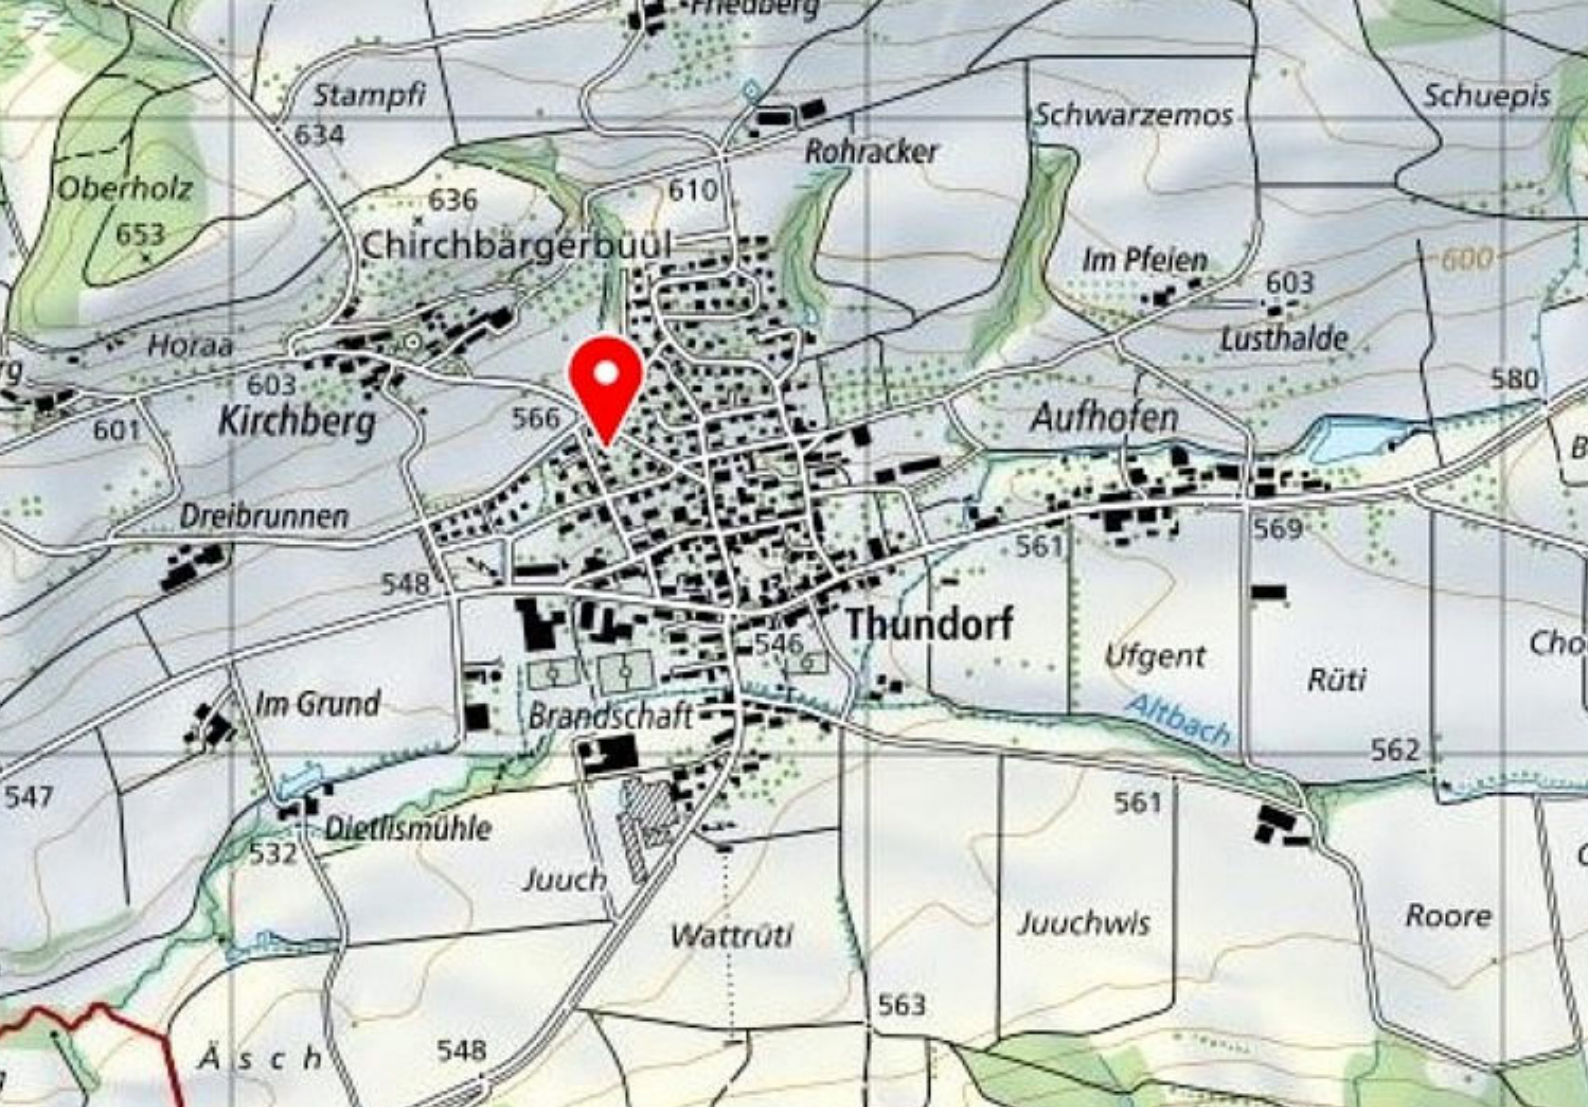 Friedberg
Stampfi
Schwarzemos
Schuepis
634
Rohracker
Oberholz
636
610
653
Chirchbärgerbüül
Im Pfeien
600
603
Lusthalde
Horaa
rg
603
580
601
Kirchberg
566
Aufhofen
B
Dreibrunnen
561
569
548
Thundorf
546
Ufgent
Cho
Rüti
Im Grund
Brandschaft
Altbach
562
547
561
Dietlismühle
532
Juuch
Roore
Wattrüti
Juuchwis
563
548
Äsch